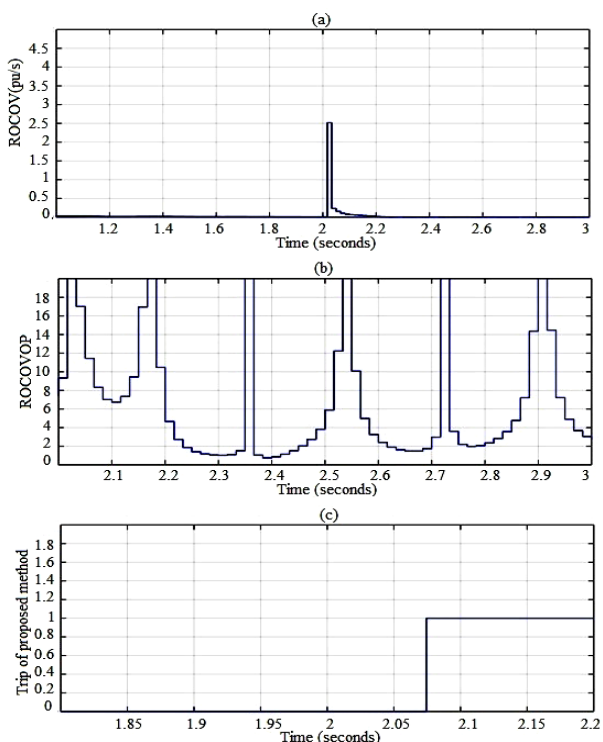 (a)
4.5
4
3.5
3
2.5
2
1.5
1
0.5
0
ROCOV(pu/s)
1.2 1.4 1.6 1.8 2 2.2 2.4 2.6 2.8 3
Time (seconds)
(b)
18
16
14
12
10
8
6
4
2
0
ROCOVOP
2.1 2.2 2.3 2.4 2.5 2.6 2.7 2.8 2.9 3
Time (seconds)
(c)
1.8
1.6
1.4
1.2
1
0.8
0.6
0.4
0.2
0
Trip of proposed method
1.85 1.9 1.95 2 2.05 2.1 2.15 2.2
Time (seconds)